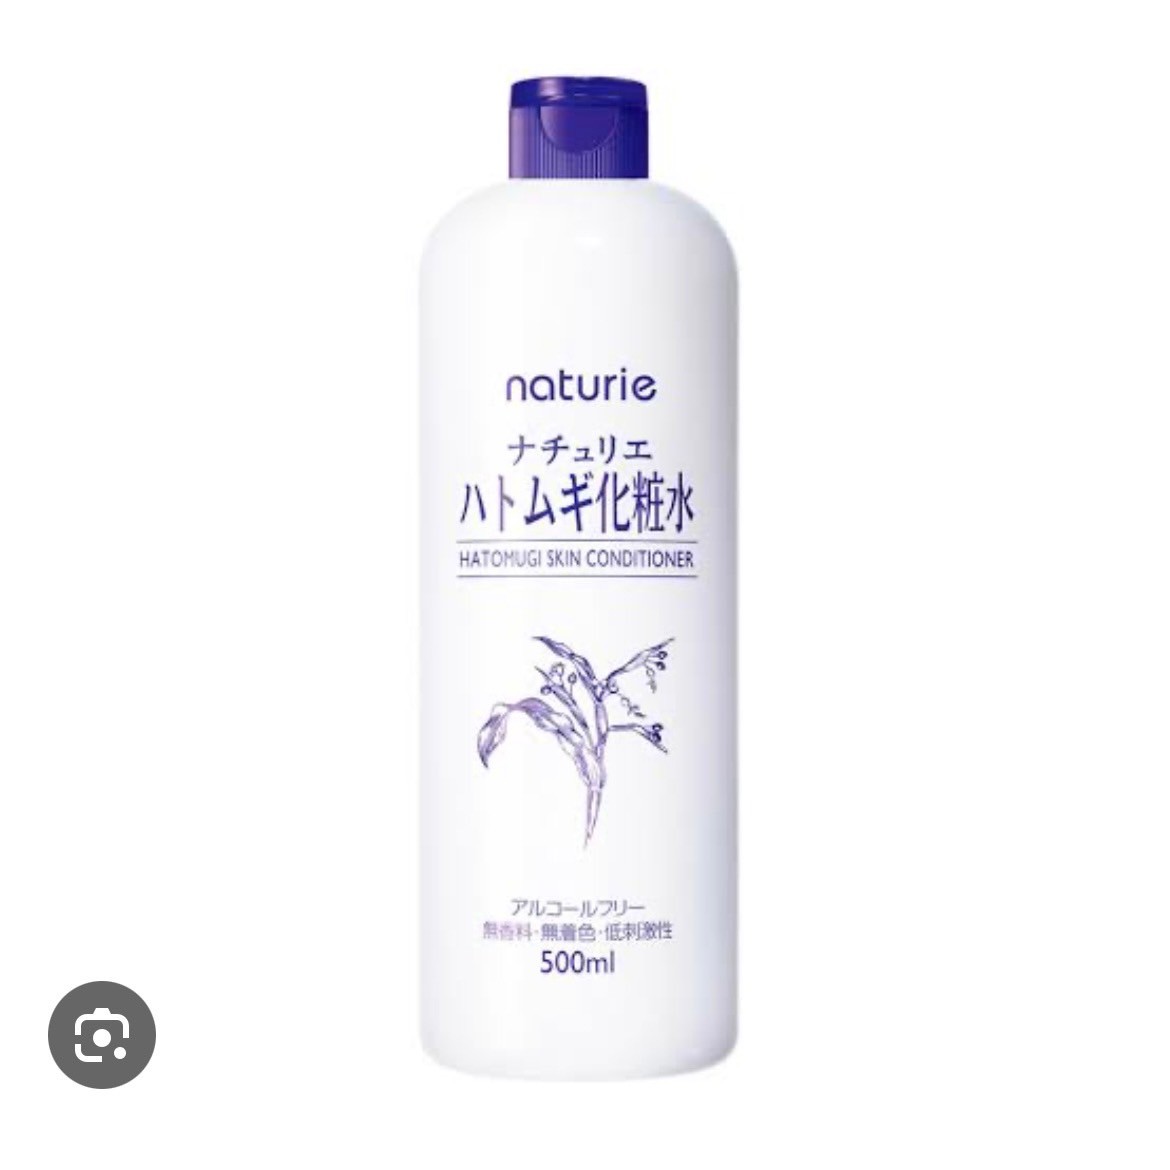 naturie
ナチュリエ
ハトムギ化粧水
HATOMUGI SKIN CONDITIONER
アルコールフリー
無香料・無着色・低刺激性
500ml